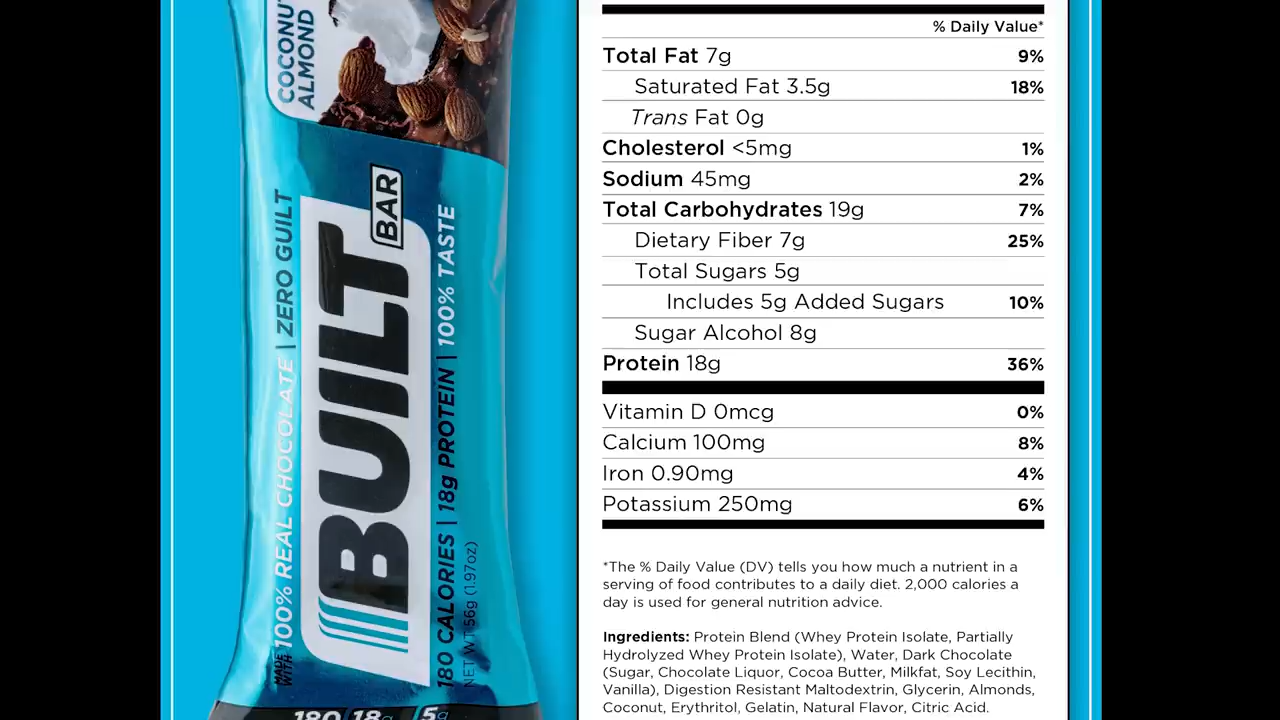 COCONUT
ALMOND
MADE
WITH 100% REAL CHOCOLATE | ZERO GUILT
BUILT
BAR
180 CALORIES | 18g PROTEIN | 100% TASTE
NET WT 56g (1.97oz)
180 18g 5g
% Daily Value*
Total Fat 7g 9%
Saturated Fat 3.5g 18%
Trans Fat 0g
Cholesterol <5mg 1%
Sodium 45mg 2%
Total Carbohydrates 19g 7%
Dietary Fiber 7g 25%
Total Sugars 5g
Includes 5g Added Sugars 10%
Sugar Alcohol 8g
Protein 18g 36%
Vitamin D 0mcg 0%
Calcium 100mg 8%
Iron 0.90mg 4%
Potassium 250mg 6%
*The % Daily Value (DV) tells you how much a nutrient in a
serving of food contributes to a daily diet. 2,000 calories a
day is used for general nutrition advice.
Ingredients: Protein Blend (Whey Protein Isolate, Partially
Hydrolyzed Whey Protein Isolate), Water, Dark Chocolate
(Sugar, Chocolate Liquor, Cocoa Butter, Milkfat, Soy Lecithin,
Vanilla), Digestion Resistant Maltodextrin, Glycerin, Almonds,
Coconut, Erythritol, Gelatin, Natural Flavor, Citric Acid.